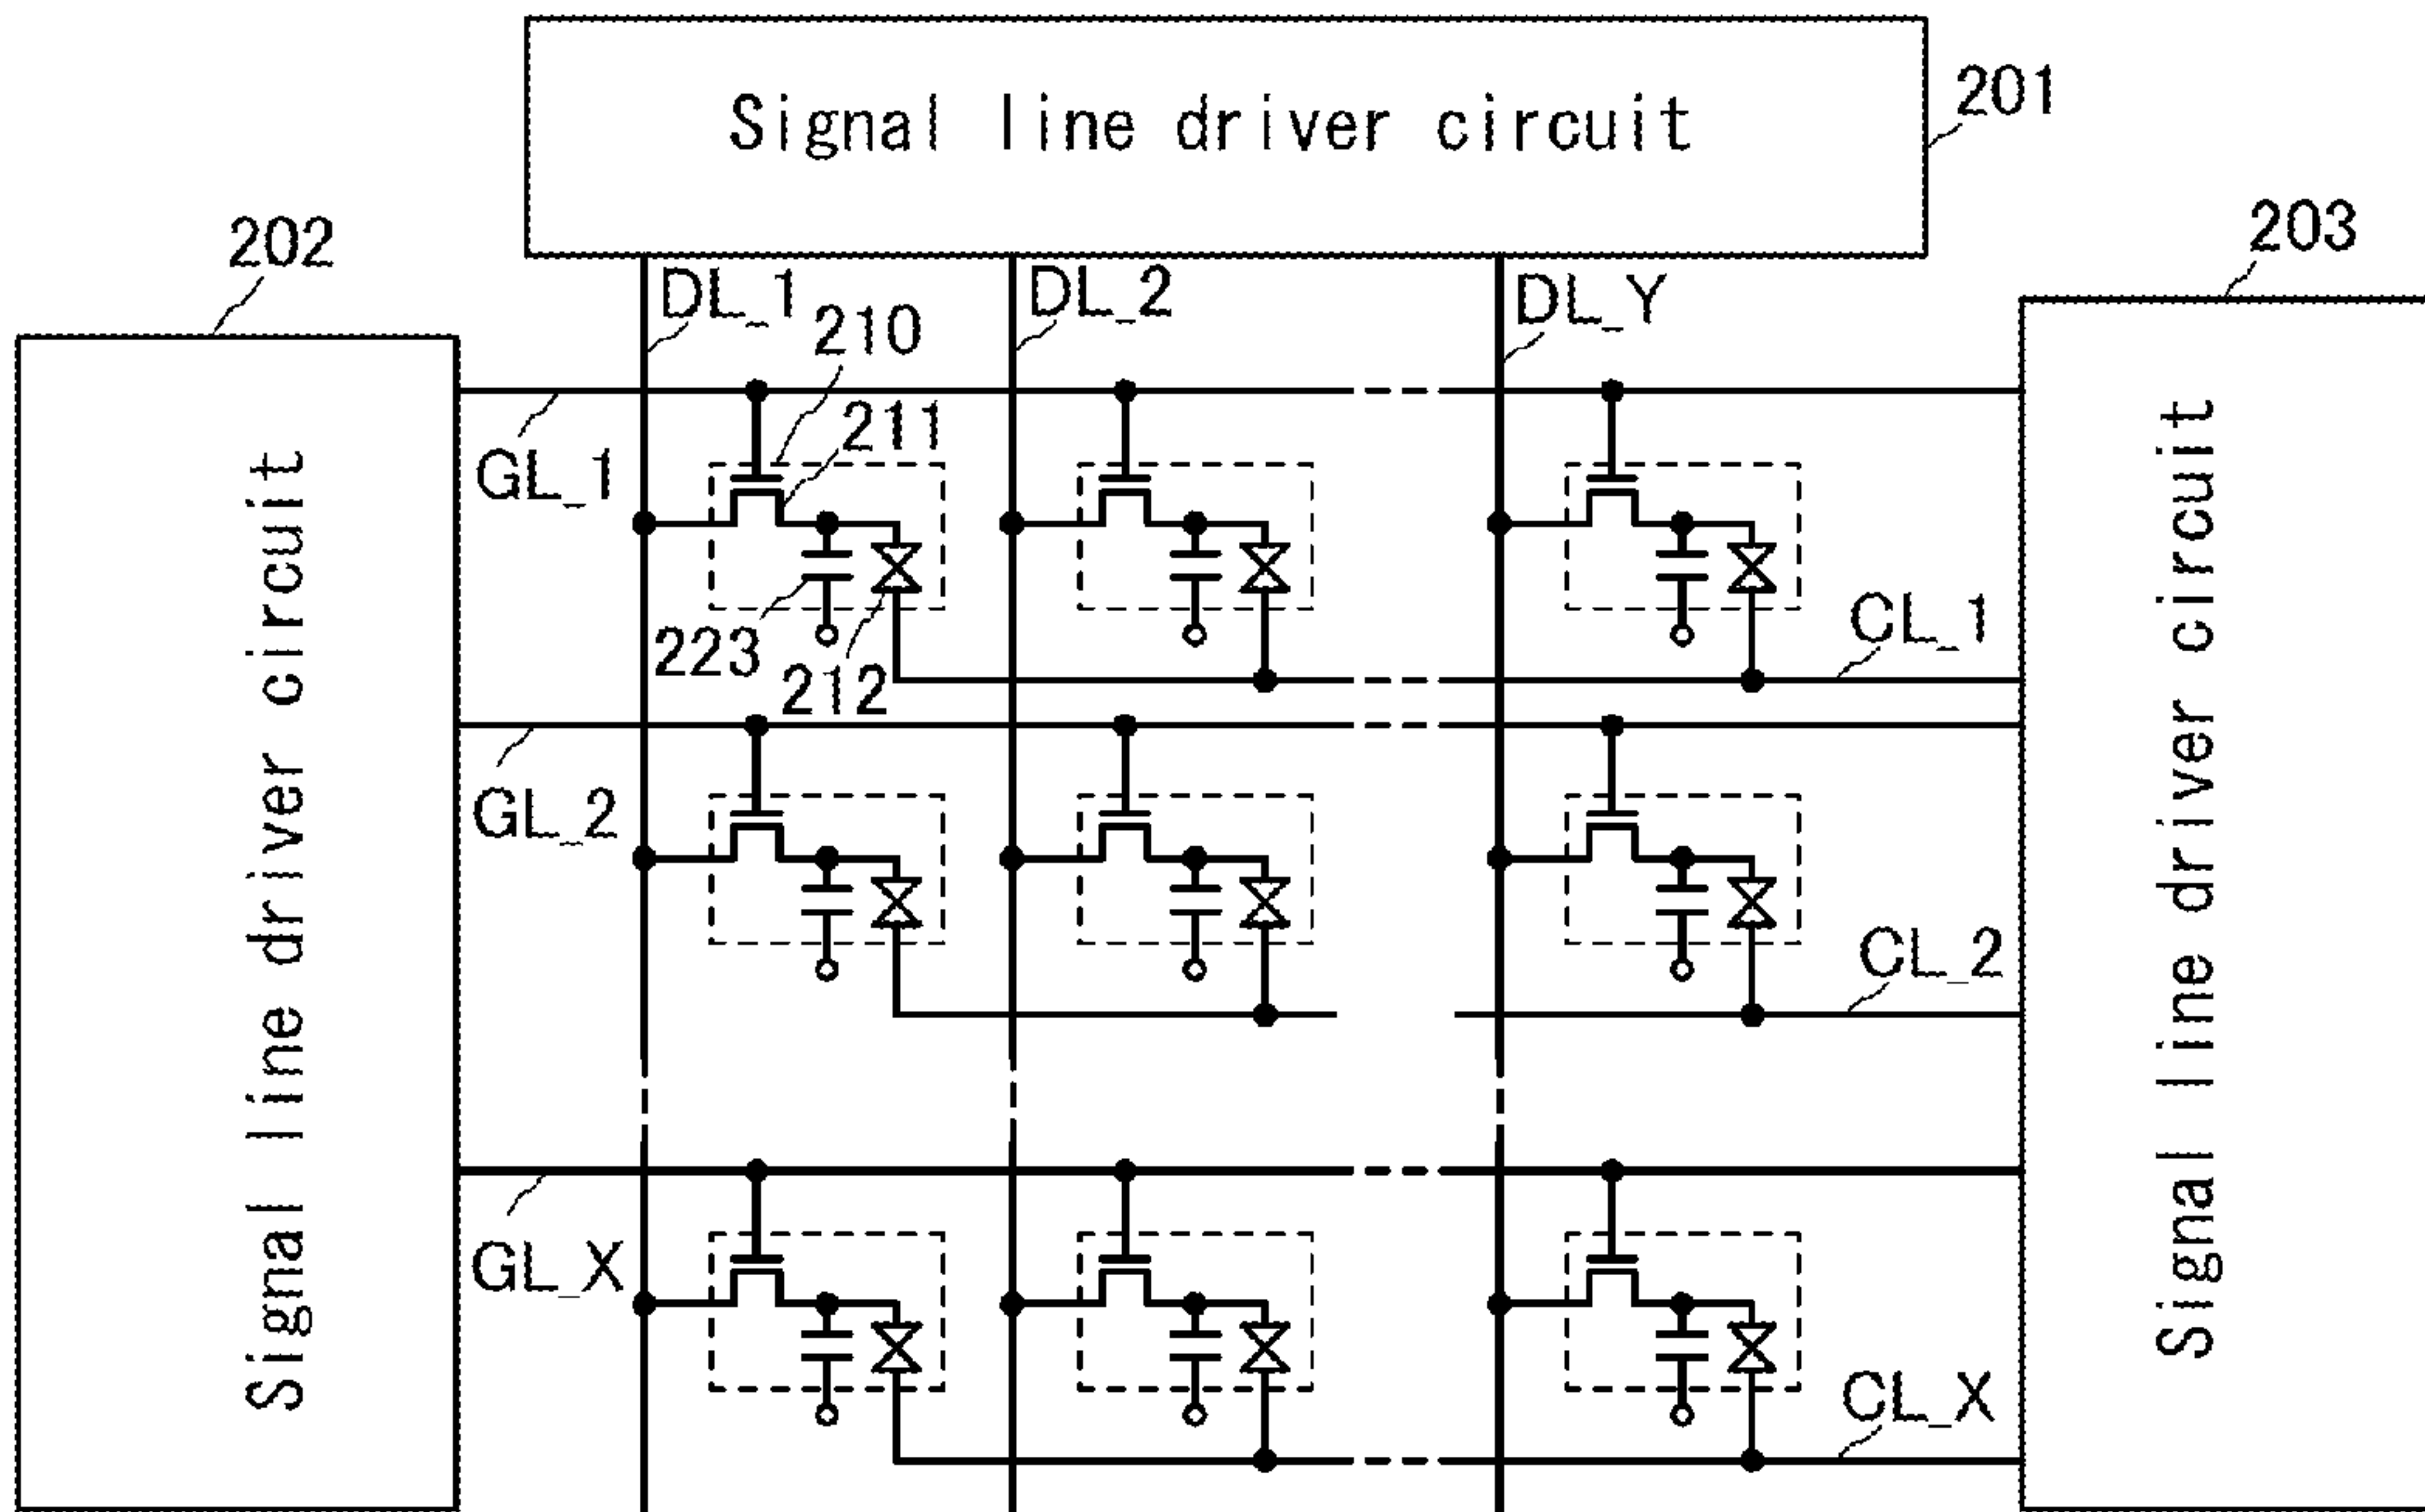 Signal line driver circuit
201
202
203
DL_1
DL_2
DL_Y
210
211
GL_1
223
212
CL_1
GL_2
CL_2
GL_X
CL_X
Signal line driver circuit
Signal line driver circuit